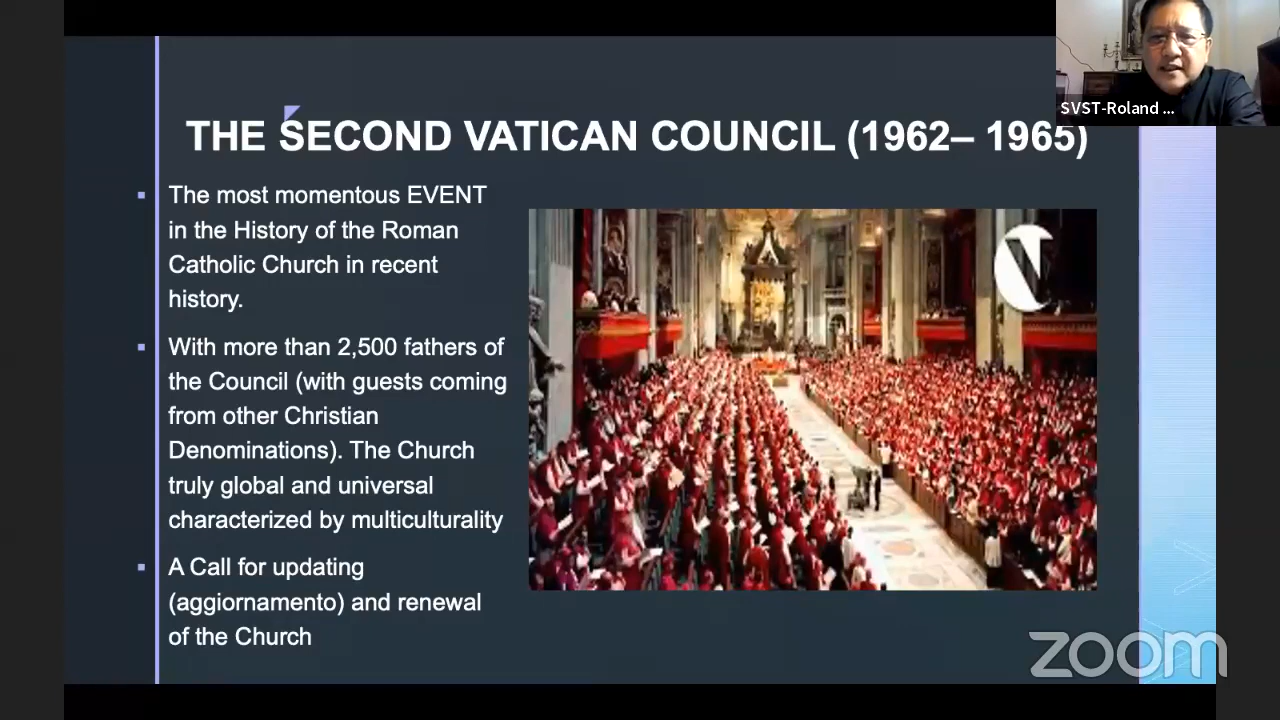 SVST-Roland ...
THE SECOND VATICAN COUNCIL (1962– 1965)
The most momentous EVENT
in the History of the Roman
Catholic Church in recent
history.
With more than 2,500 fathers of
the Council (with guests coming
from other Christian
Denominations). The Church
truly global and universal
characterized by multiculturality
A Call for updating
(aggiornamento) and renewal
of the Church
zoom